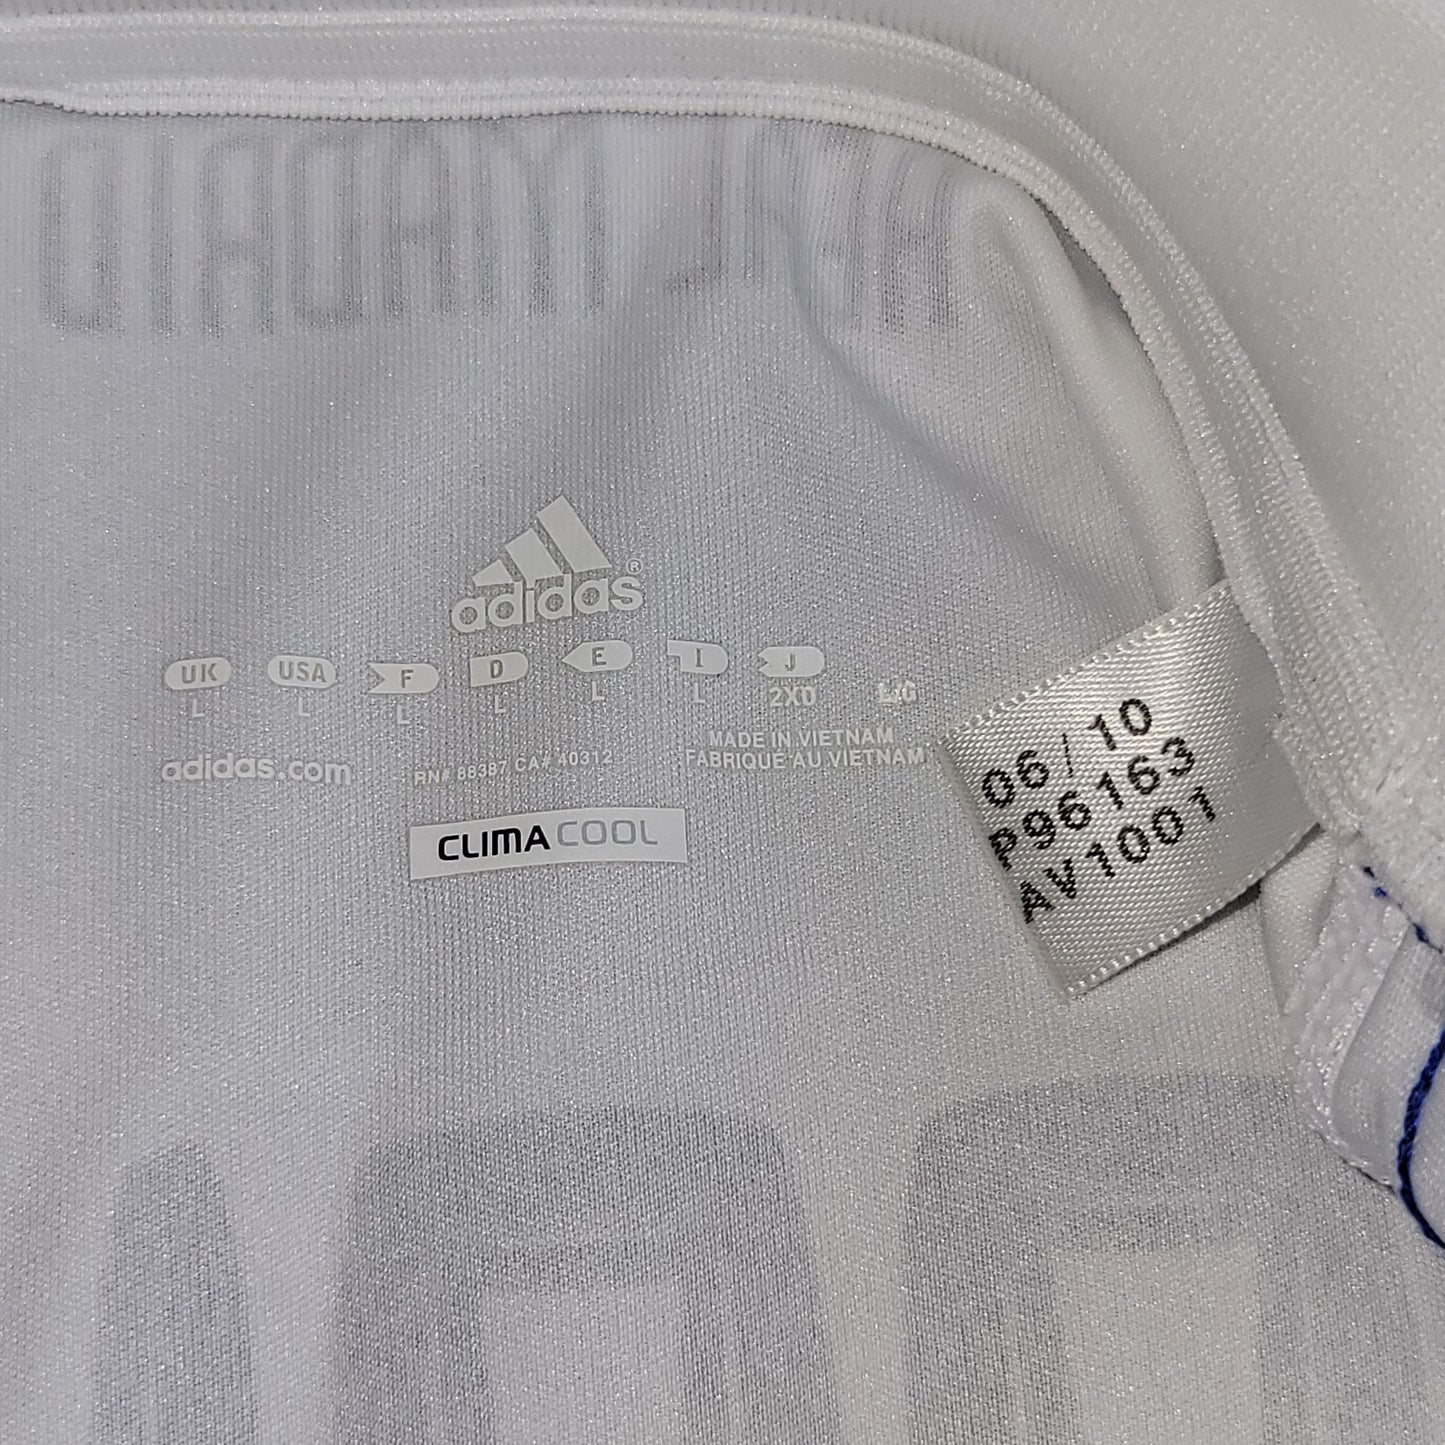 adidas®
UK USA F D E I J
L L L L L L 2XO L/G
adidas.com RN# 88387 CA# 40312 MADE IN VIETNAM
FABRIQUE AU VIETNAM
CLIMACOOL
06/10
P96163
AV1001